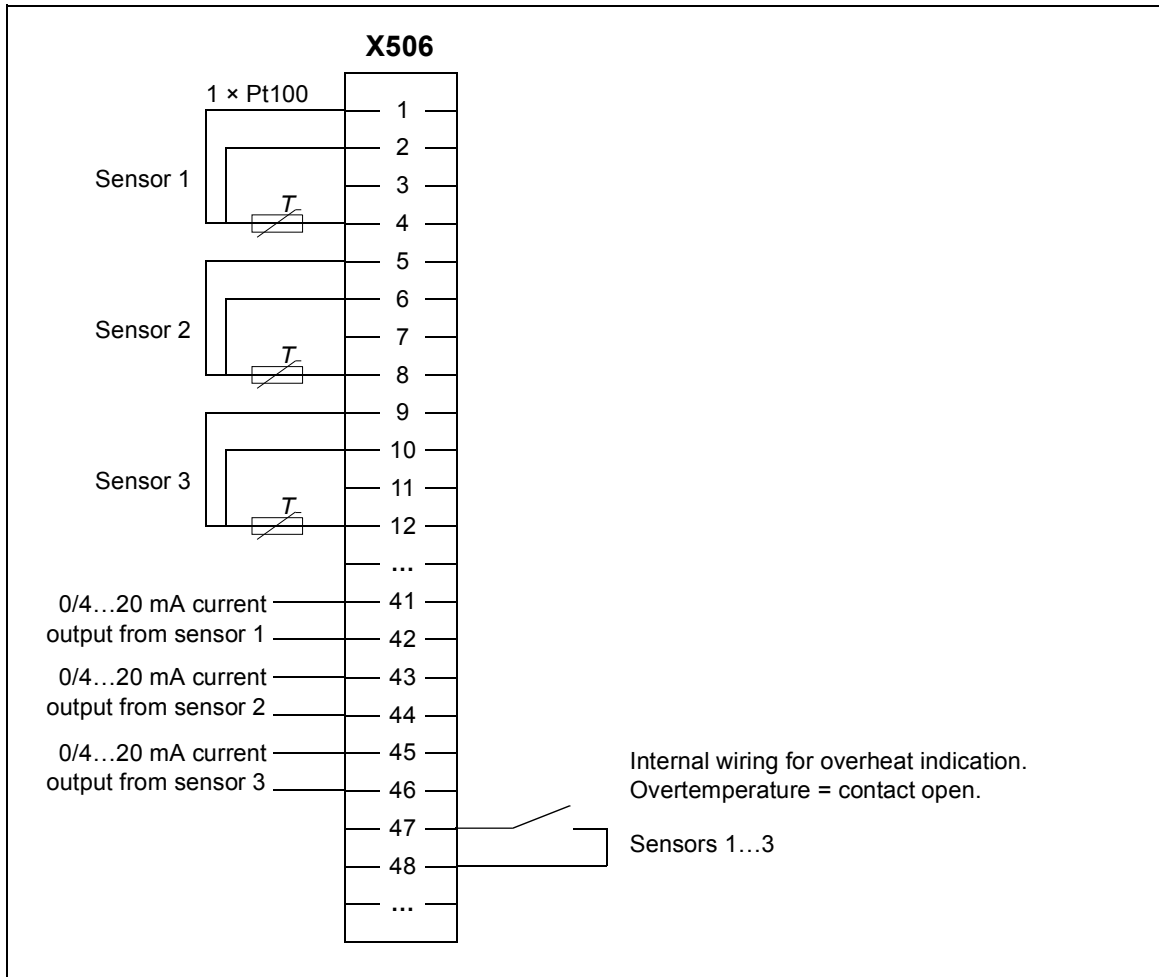 X506
1 × Pt100
1
2
Sensor 1
3
T
4
5
6
Sensor 2
7
T
8
9
10
Sensor 3
11
T
12
...
0/4…20 mA current
41
output from sensor 1
42
0/4…20 mA current
43
output from sensor 2
44
0/4…20 mA current
45
output from sensor 3
46
Internal wiring for overheat indication.
Overtemperature = contact open.
47
Sensors 1…3
48
...